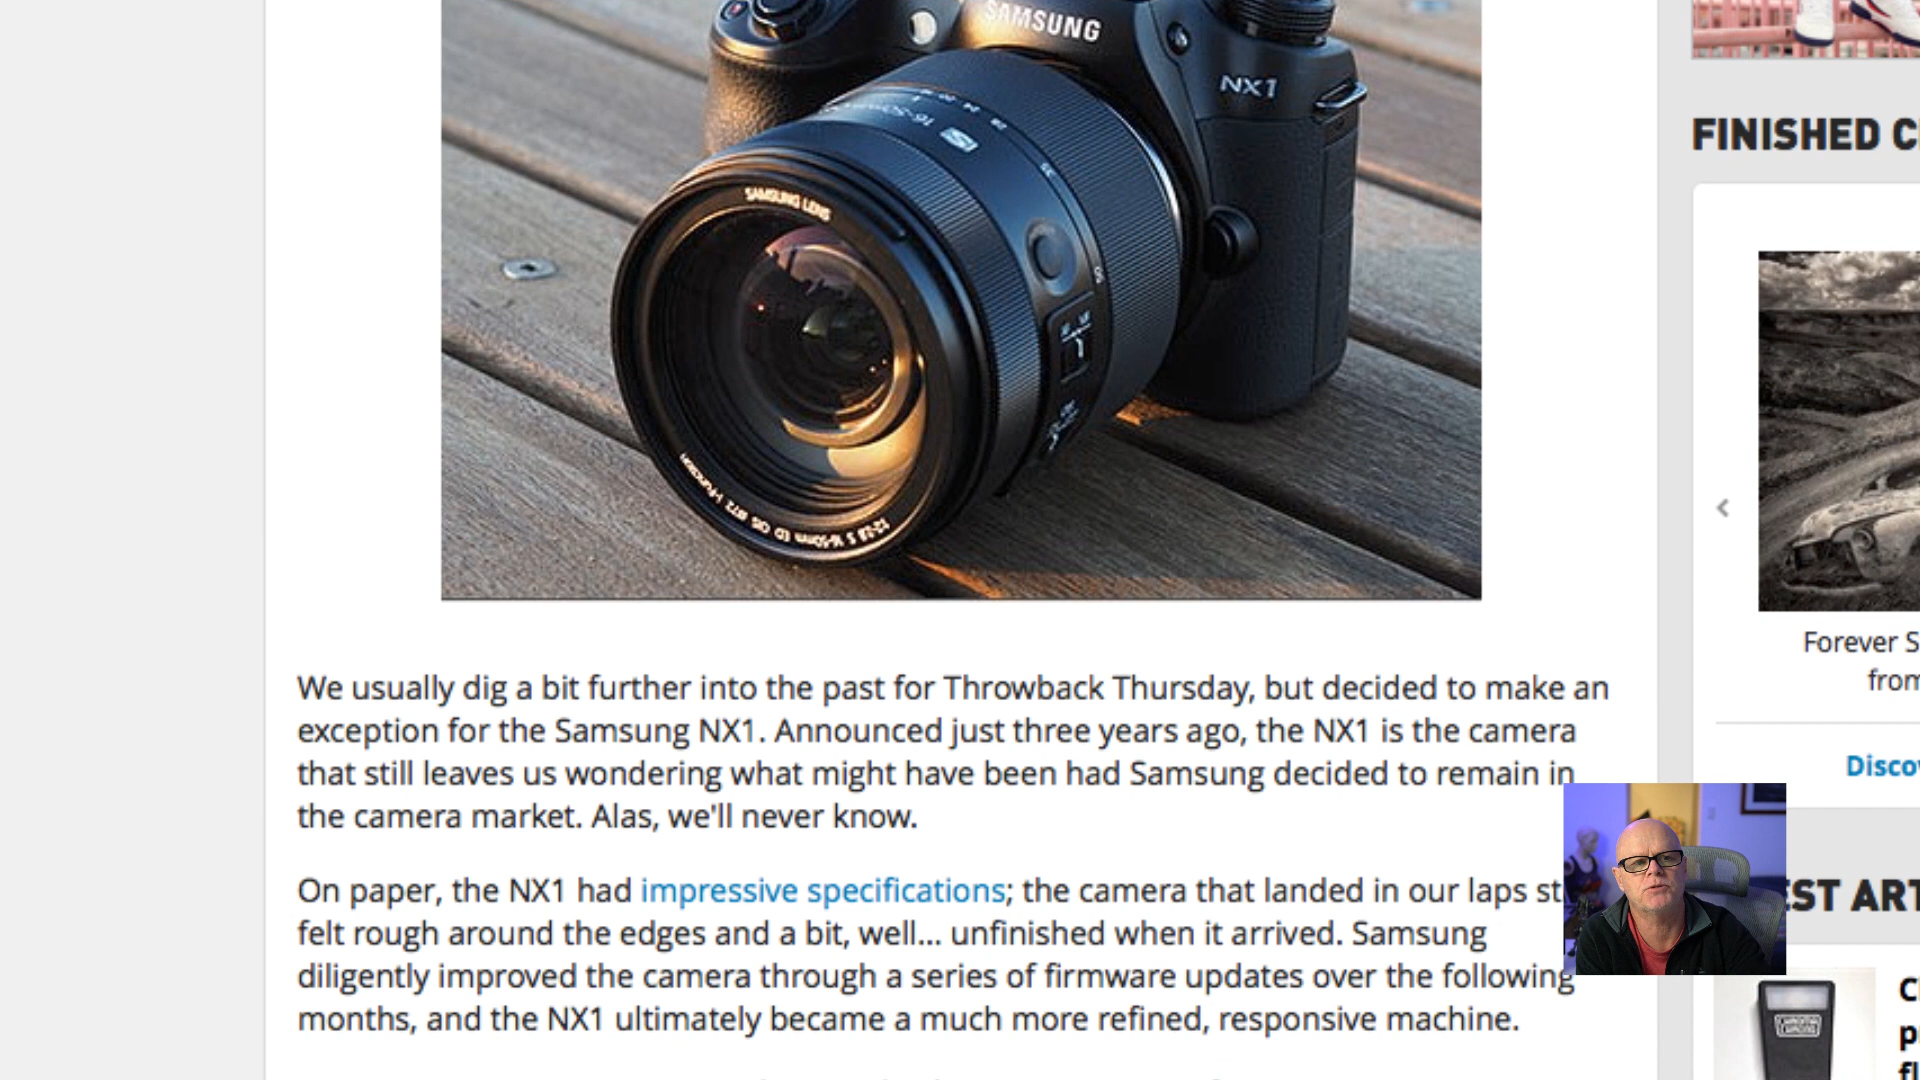 SAMSUNG
NX1
16-50mm
SAMSUNG LENS
FINISHED C
Forever S
from
We usually dig a bit further into the past for Throwback Thursday, but decided to make an
exception for the Samsung NX1. Announced just three years ago, the NX1 is the camera
that still leaves us wondering what might have been had Samsung decided to remain in
the camera market. Alas, we'll never know.
Disco
On paper, the NX1 had impressive specifications; the camera that landed in our laps st
felt rough around the edges and a bit, well... unfinished when it arrived. Samsung
diligently improved the camera through a series of firmware updates over the following
months, and the NX1 ultimately became a much more refined, responsive machine.
EST ART